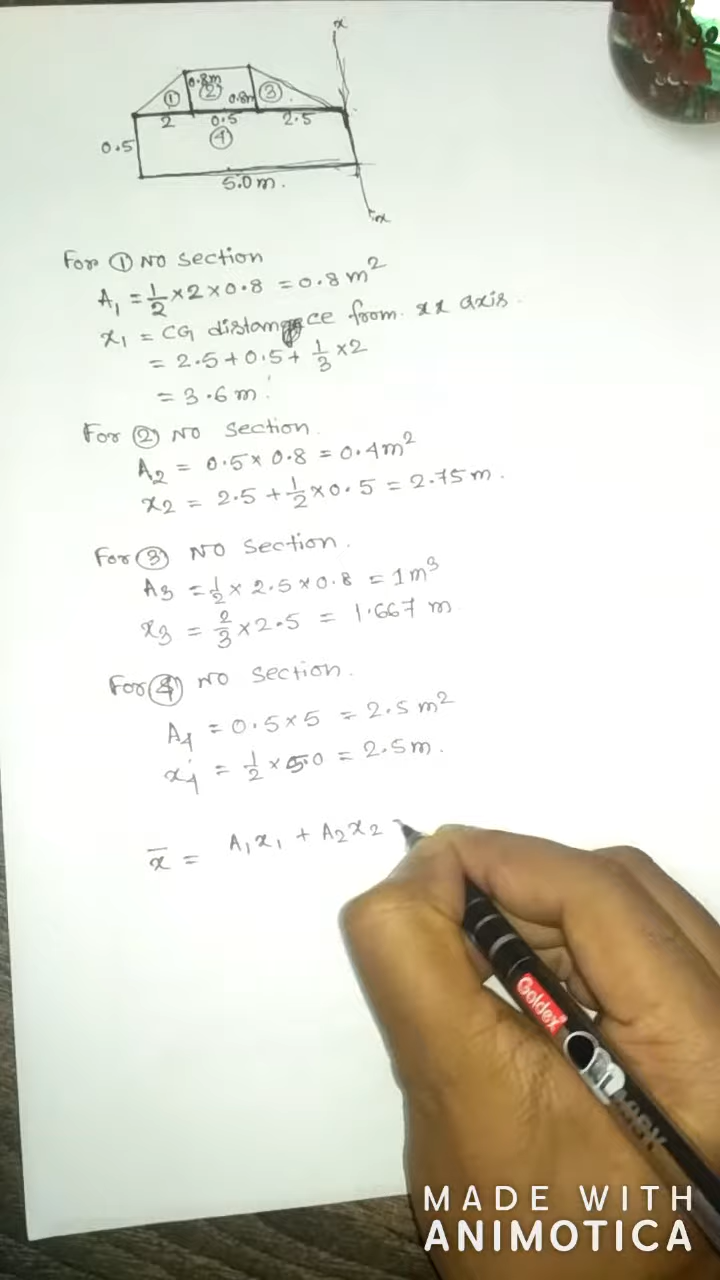 x
0.8m
① ② 0.8m ③
2 0.5 2.5
0.5 ④
5.0 m.
x
For ① NO section
A₁ = 1/2 × 2 × 0.8 = 0.8 m²
x₁ = CG distance from xx axis.
= 2.5 + 0.5 + 1/3 × 2
= 3.6 m.
For ② NO section.
A₂ = 0.5 × 0.8 = 0.4 m²
x₂ = 2.5 + 1/2 × 0.5 = 2.75 m.
For ③ NO section.
A₃ = 1/2 × 2.5 × 0.8 = 1 m³
x₃ = 2/3 × 2.5 = 1.667 m
For ④ NO section.
A₄ = 0.5 × 5 = 2.5 m²
x₄ = 1/2 × 5.0 = 2.5 m.
x̄ = A₁x₁ + A₂x₂
Goldex
MADE WITH
ANIMOTICA